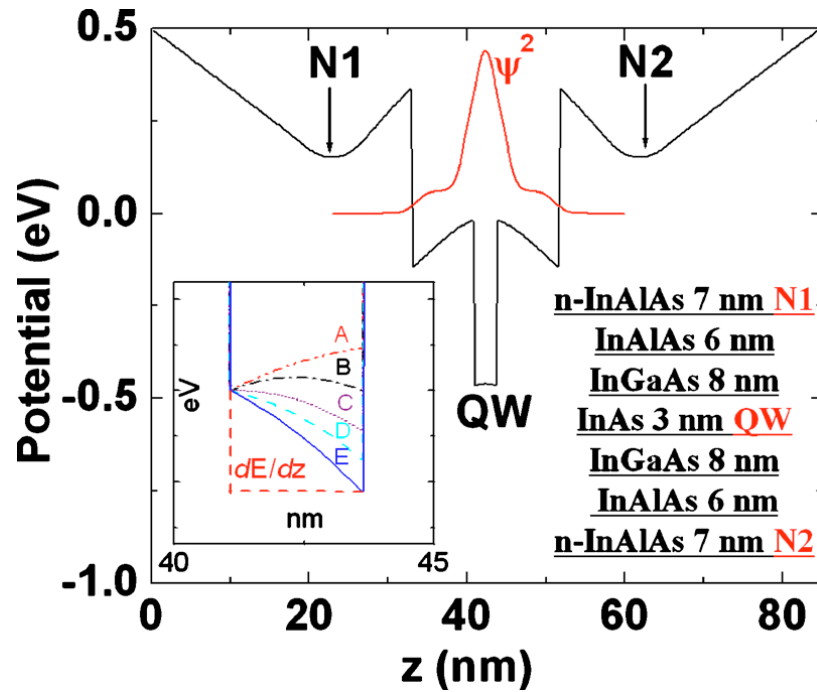 0.5
0.0
-0.5
-1.0
Potential (eV)
N1
N2
ψ²
QW
n-InAlAs 7 nm N1
InAlAs 6 nm
InGaAs 8 nm
InAs 3 nm QW
InGaAs 8 nm
InAlAs 6 nm
n-InAlAs 7 nm N2
A
B
C
D
E
eV
dE/dz
nm
40
45
0
20
40
60
80
z (nm)